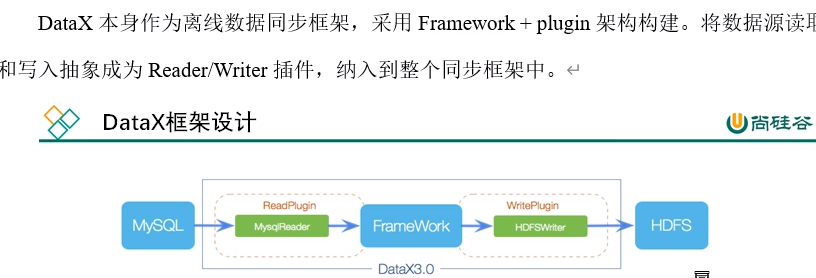 DataX 本身作为离线数据同步框架，采用 Framework + plugin 架构构建。将数据源读取
和写入抽象成为 Reader/Writer 插件，纳入到整个同步框架中。↵
DataX框架设计
尚硅谷
ReadPlugin
WritePlugin
MySQL
MysqlReader
FrameWork
HDFSWriter
HDFS
DataX3.0